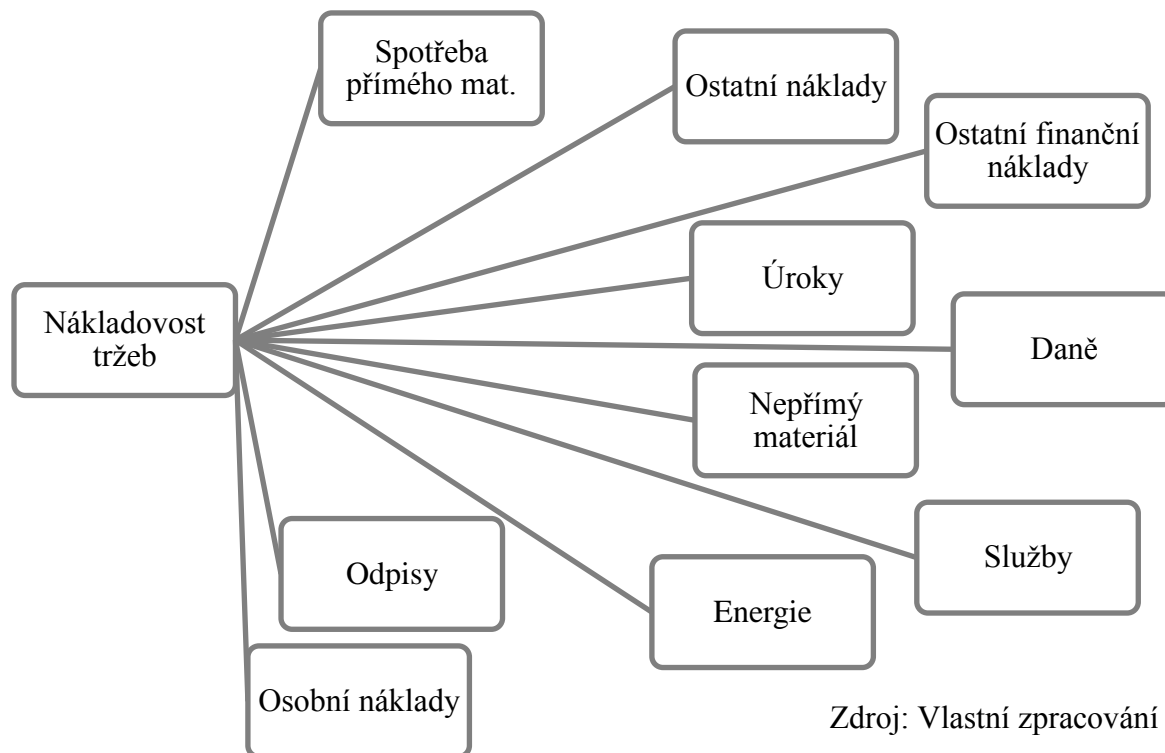 Spotřeba
přímého mat.
Ostatní náklady
Ostatní finanční
náklady
Úroky
Nákladovost
tržeb
Daně
Nepřímý
materiál
Služby
Odpisy
Energie
Osobní náklady
Zdroj: Vlastní zpracování